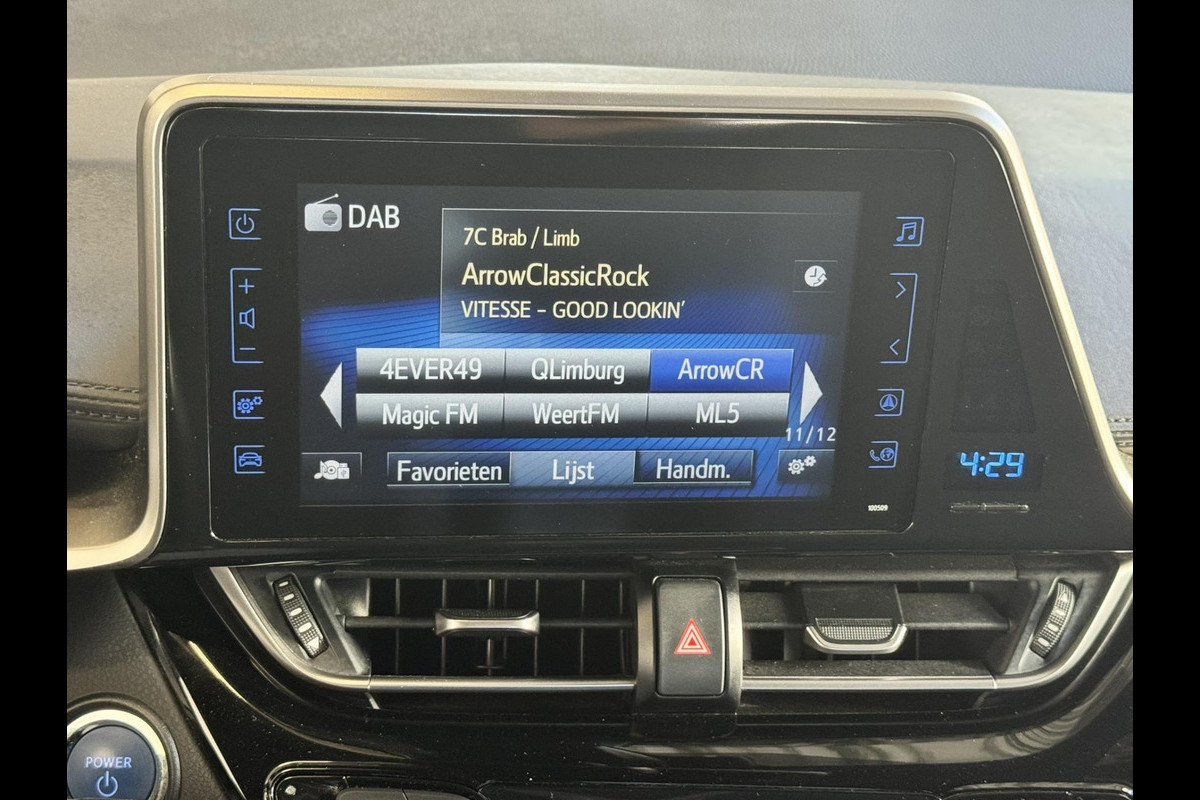 DAB
7C Brab / Limb
ArrowClassicRock
VITESSE – GOOD LOOKIN'
4EVER49 QLimburg ArrowCR
Magic FM WeertFM ML5
11/12
Favorieten Lijst Handm.
4:29
100509
POWER